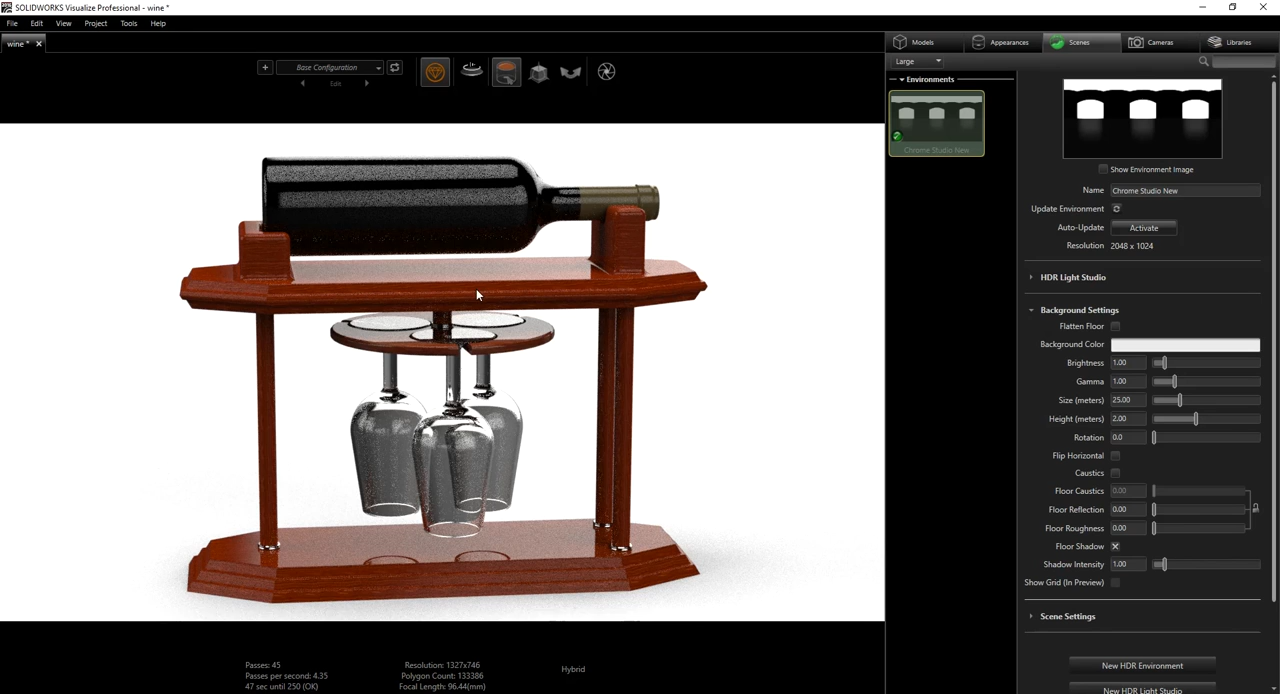 SOLIDWORKS Visualize Professional - wine *
File Edit View Project Tools Help
wine *
Models Appearances Scenes Cameras Libraries
Base Configuration
Edit
Large
Environments
Chrome Studio New
Show Environment Image
Name Chrome Studio New
Update Environment
Auto-Update Activate
Resolution 2048 x 1024
HDR Light Studio
Background Settings
Flatten Floor
Background Color
Brightness 1.00
Gamma 1.00
Size (meters) 25.00
Height (meters) 2.00
Rotation 0.0
Flip Horizontal
Caustics
Floor Caustics 0.00
Floor Reflection 0.00
Floor Roughness 0.00
Floor Shadow
Shadow Intensity 1.00
Show Grid (In Preview)
Scene Settings
New HDR Environment
New HDR Light Studio
Passes: 45
Passes per second: 4.35
47 sec until 250 (OK)
Resolution: 1327x746
Polygon Count: 133386
Focal Length: 96.44(mm)
Hybrid